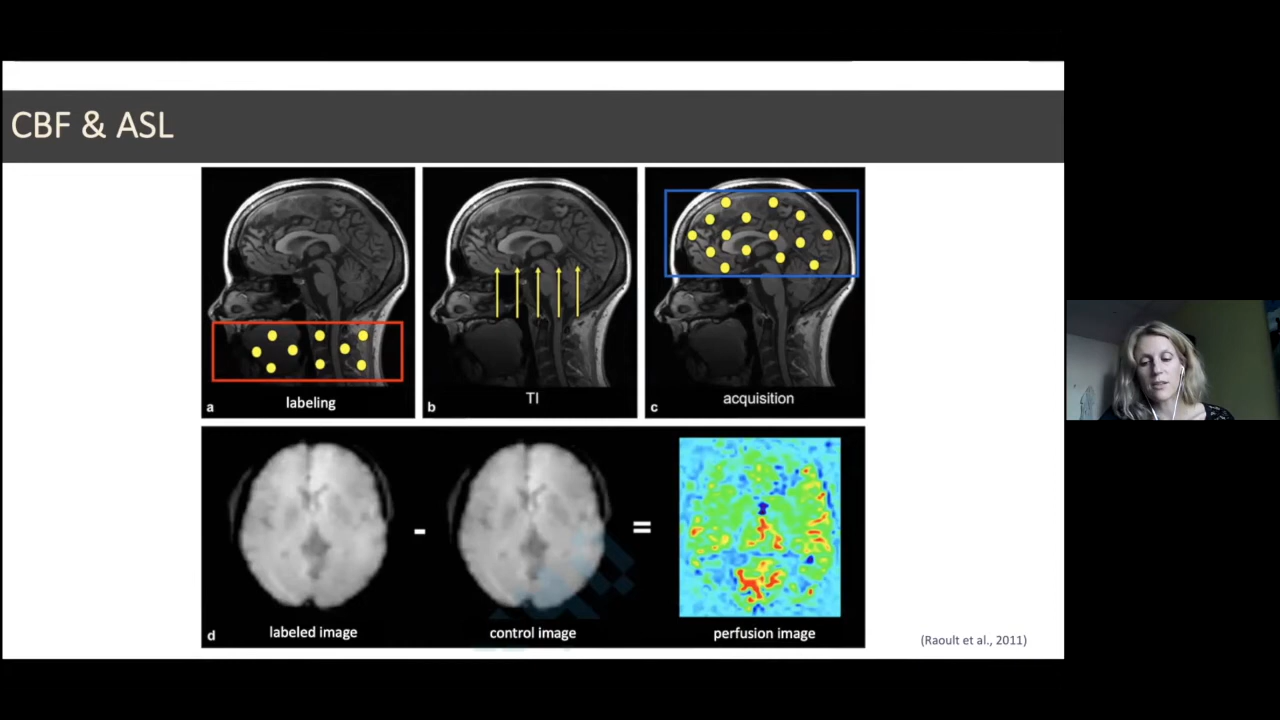 CBF & ASL
a
labeling
b
TI
c
acquisition
-
=
d
labeled image
control image
perfusion image
(Raoult et al., 2011)